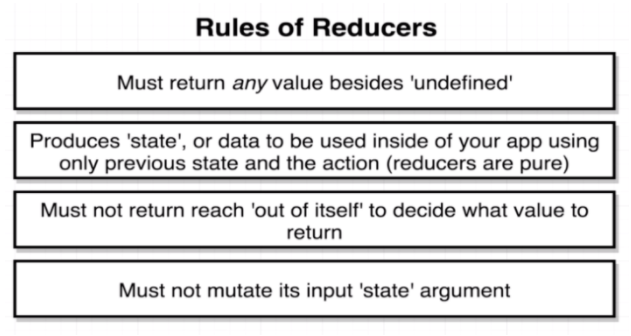 Rules of Reducers
Must return any value besides 'undefined'
Produces 'state', or data to be used inside of your app using
only previous state and the action (reducers are pure)
Must not return reach 'out of itself' to decide what value to
return
Must not mutate its input 'state' argument